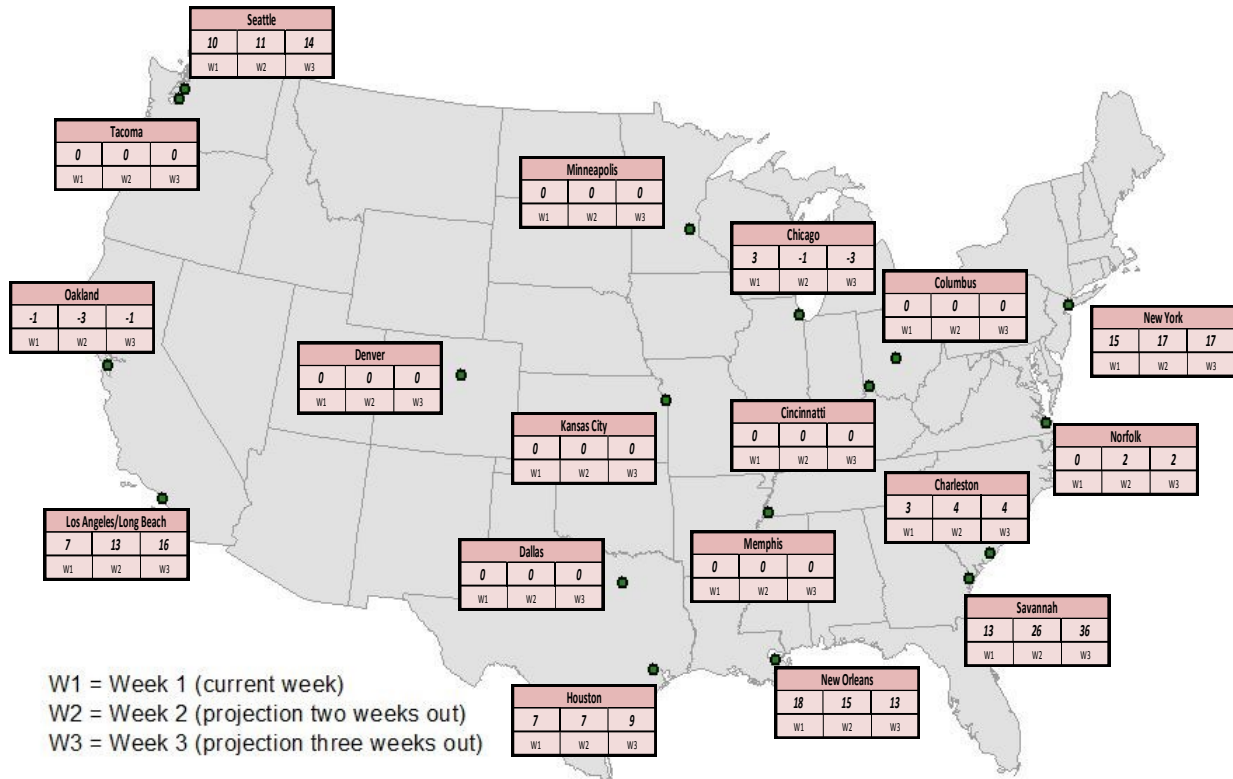 Seattle
10 11 14
W1 W2 W3
Tacoma
0 0 0
W1 W2 W3
Minneapolis
0 0 0
W1 W2 W3
Chicago
3 -1 -3
W1 W2 W3
Columbus
0 0 0
W1 W2 W3
Oakland
-1 -3 -1
W1 W2 W3
New York
15 17 17
W1 W2 W3
Denver
0 0 0
W1 W2 W3
Kansas City
0 0 0
W1 W2 W3
Cincinnatti
0 0 0
W1 W2 W3
Norfolk
0 2 2
W1 W2 W3
Charleston
3 4 4
W1 W2 W3
Los Angeles/Long Beach
7 13 16
W1 W2 W3
Dallas
0 0 0
W1 W2 W3
Memphis
0 0 0
W1 W2 W3
Savannah
13 26 36
W1 W2 W3
New Orleans
18 15 13
W1 W2 W3
Houston
7 7 9
W1 W2 W3
W1 = Week 1 (current week)
W2 = Week 2 (projection two weeks out)
W3 = Week 3 (projection three weeks out)